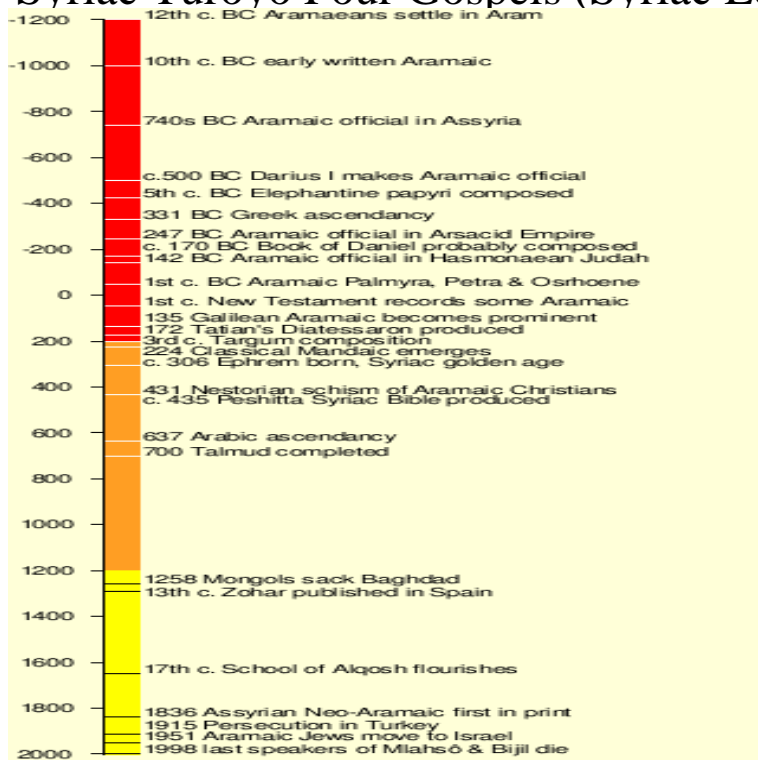 Syriac Turoyo Four Gospels (Syriac
-1200 12th c. BC Aramaeans settle in Aram
-1000 10th c. BC early written Aramaic
-800
740s BC Aramaic official in Assyria
-600
c.500 BC Darius I makes Aramaic official
5th c. BC Elephantine papyri composed
-400
331 BC Greek ascendancy
247 BC Aramaic official in Arsacid Empire
-200 c. 170 BC Book of Daniel probably composed
142 BC Aramaic official in Hasmonaean Judah
1st c. BC Aramaic Palmyra, Petra & Osrhoene
0
1st c. New Testament records some Aramaic
135 Galilean Aramaic becomes prominent
172 Tatian's Diatessaron produced
200 3rd c. Targum composition
224 Classical Mandaic emerges
c. 306 Ephrem born, Syriac golden age
400
431 Nestorian schism of Aramaic Christians
c. 435 Peshitta Syriac Bible produced
600
637 Arabic ascendancy
700 Talmud completed
800
1000
1200
1258 Mongols sack Baghdad
13th c. Zohar published in Spain
1400
1600
17th c. School of Alqosh flourishes
1800
1836 Assyrian Neo-Aramaic first in print
1915 Persecution in Turkey
1951 Aramaic Jews move to Israel
2000 1998 last speakers of Mlahsô & Bijil die